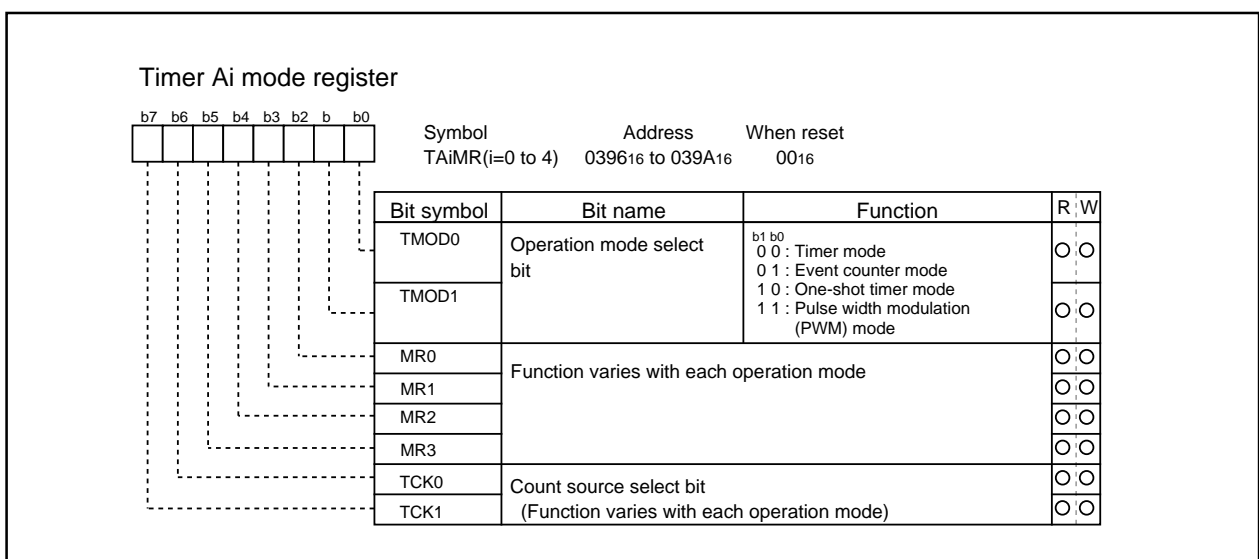 Timer Ai mode register
b7 b6 b5 b4 b3 b2 b b0
Symbol Address When reset
TAiMR(i=0 to 4) 039616 to 039A16 0016
Bit symbol Bit name Function R W
TMOD0 Operation mode select bit
b1 b0
0 0 : Timer mode
0 1 : Event counter mode
1 0 : One-shot timer mode
TMOD1
1 1 : Pulse width modulation
(PWM) mode
MR0
Function varies with each operation mode
MR1
MR2
MR3
TCK0
Count source select bit
TCK1 (Function varies with each operation mode)